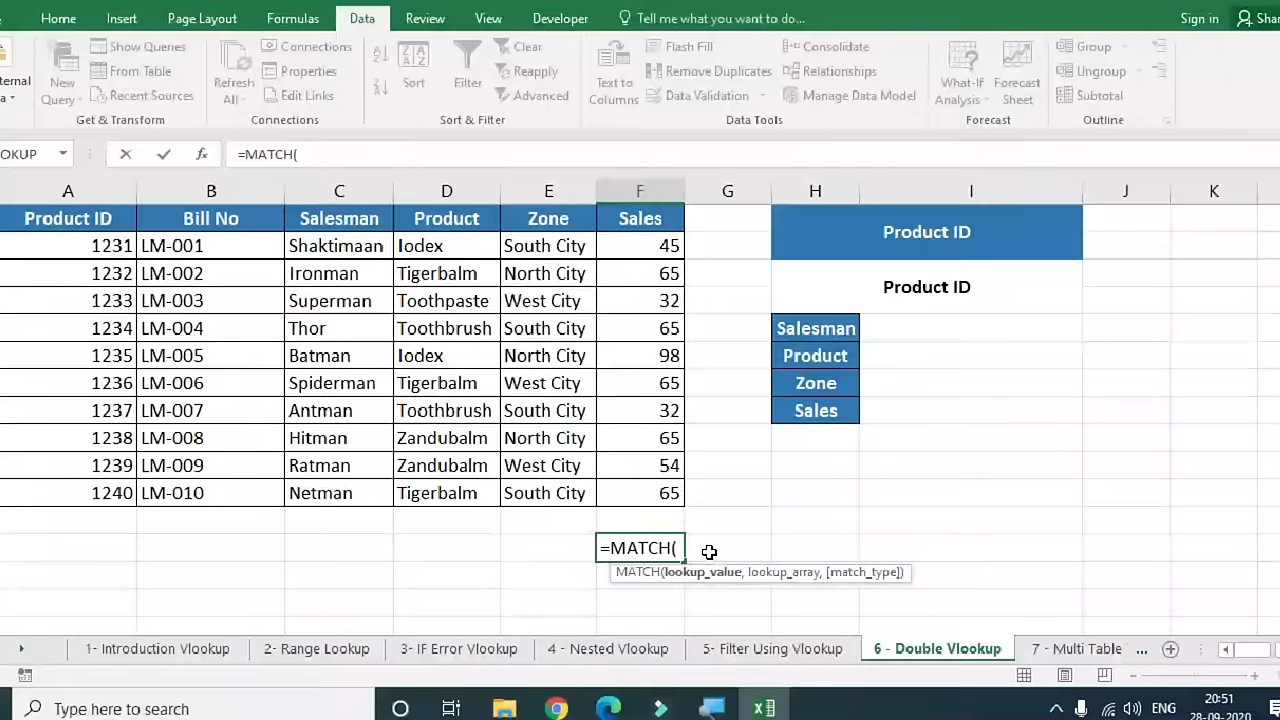 Home Insert Page Layout Formulas Data Review View Developer Tell me what you want to do... Sign in Shar
Show Queries Connections Clear Flash Fill Consolidate Group
ternal New From Table Refresh Properties Sort Filter Reapply Text to Remove Duplicates Relationships What-If Forecast Ungroup
a Query Recent Sources All Edit Links Advanced Columns Data Validation Manage Data Model Analysis Sheet Subtotal
Get & Transform Connections Sort & Filter Data Tools Forecast Outline
OKUP fx =MATCH(
A B C D E F G H I J K
Product ID Bill No Salesman Product Zone Sales Product ID
1231 LM-001 Shaktimaan Iodex South City 45
1232 LM-002 Ironman Tigerbalm North City 65 Product ID
1233 LM-003 Superman Toothpaste West City 32
1234 LM-004 Thor Toothbrush South City 65 Salesman
1235 LM-005 Batman Iodex North City 98 Product
1236 LM-006 Spiderman Tigerbalm West City 65 Zone
1237 LM-007 Antman Toothbrush South City 32 Sales
1238 LM-008 Hitman Zandubalm North City 65
1239 LM-009 Ratman Zandubalm West City 54
1240 LM-010 Netman Tigerbalm South City 65
=MATCH(
MATCH(lookup_value, lookup_array, [match_type])
1- Introduction Vlookup 2- Range Lookup 3- IF Error Vlookup 4 - Nested Vlookup 5- Filter Using Vlookup 6 - Double Vlookup 7 - Multi Table ...
Type here to search ENG 20:51
28-09-2020